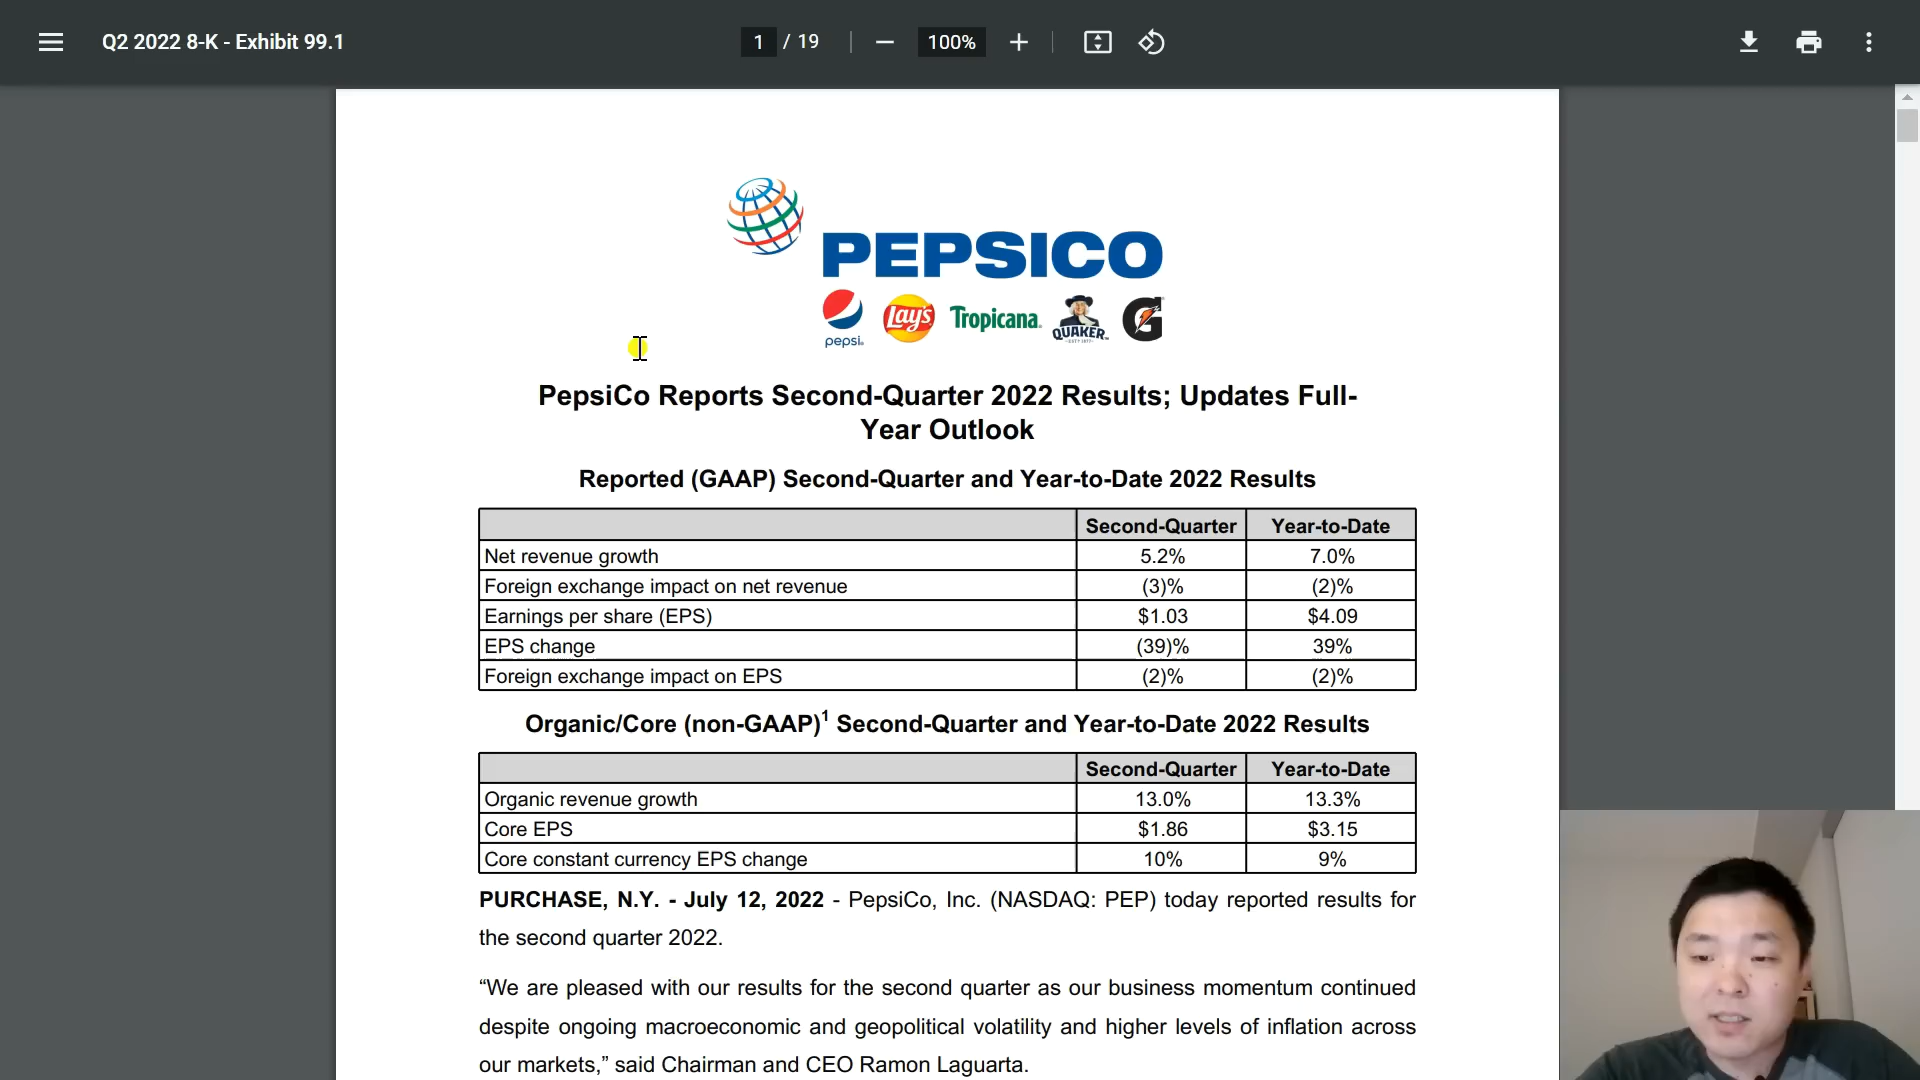 Q2 2022 8-K - Exhibit 99.1
1 / 19
100%
PEPSICO
pepsi.
Lay's
Tropicana.
QUAKER
G
PepsiCo Reports Second-Quarter 2022 Results; Updates Full-
Year Outlook
Reported (GAAP) Second-Quarter and Year-to-Date 2022 Results
Second-Quarter Year-to-Date
Net revenue growth 5.2% 7.0%
Foreign exchange impact on net revenue (3)% (2)%
Earnings per share (EPS) $1.03 $4.09
EPS change (39)% 39%
Foreign exchange impact on EPS (2)% (2)%
Organic/Core (non-GAAP)1 Second-Quarter and Year-to-Date 2022 Results
Second-Quarter Year-to-Date
Organic revenue growth 13.0% 13.3%
Core EPS $1.86 $3.15
Core constant currency EPS change 10% 9%
PURCHASE, N.Y. - July 12, 2022 - PepsiCo, Inc. (NASDAQ: PEP) today reported results for
the second quarter 2022.
“We are pleased with our results for the second quarter as our business momentum continued
despite ongoing macroeconomic and geopolitical volatility and higher levels of inflation across
our markets,” said Chairman and CEO Ramon Laguarta.